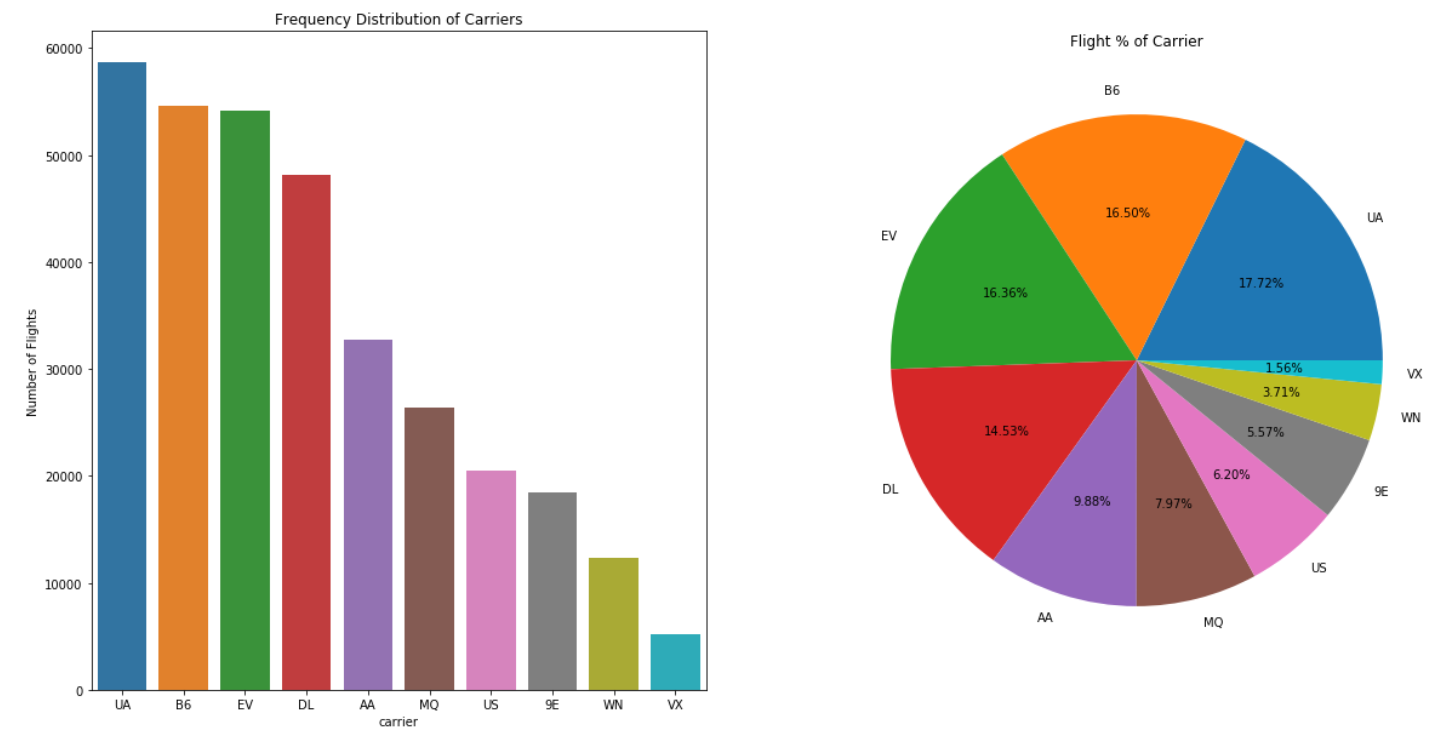 Frequency Distribution of Carriers
60000
50000
40000
30000
20000
10000
0
Number of Flights
UA B6 EV DL AA MQ US 9E WN VX
carrier
Flight % of Carrier
B6
UA
EV
DL
AA
MQ
US
9E
WN
VX
16.50%
17.72%
16.36%
14.53%
9.88%
7.97%
6.20%
5.57%
3.71%
1.56%